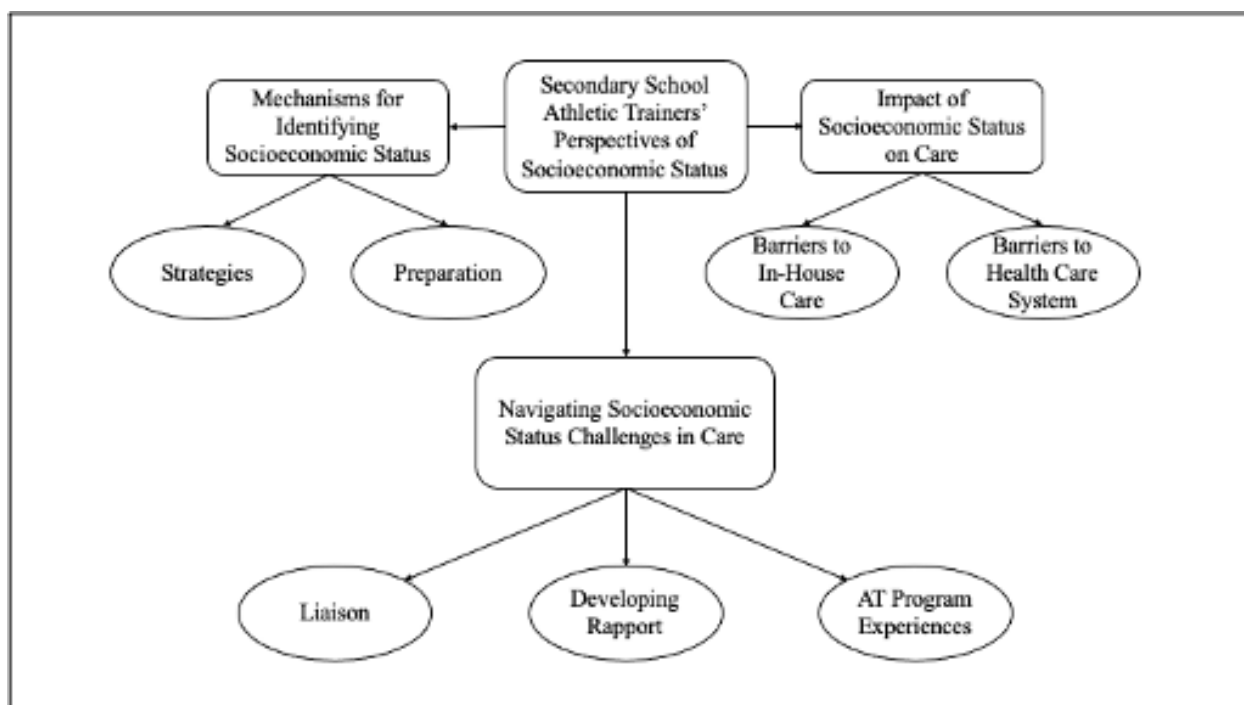 Secondary School
Athletic Trainers'
Perspectives of
Socioeconomic Status
Mechanisms for
Identifying
Socioeconomic Status
Impact of
Socioeconomic Status
on Care
Strategies
Preparation
Barriers to
In-House
Care
Barriers to
Health Care
System
Navigating Socioeconomic
Status Challenges in Care
Liaison
Developing
Rapport
AT Program
Experiences